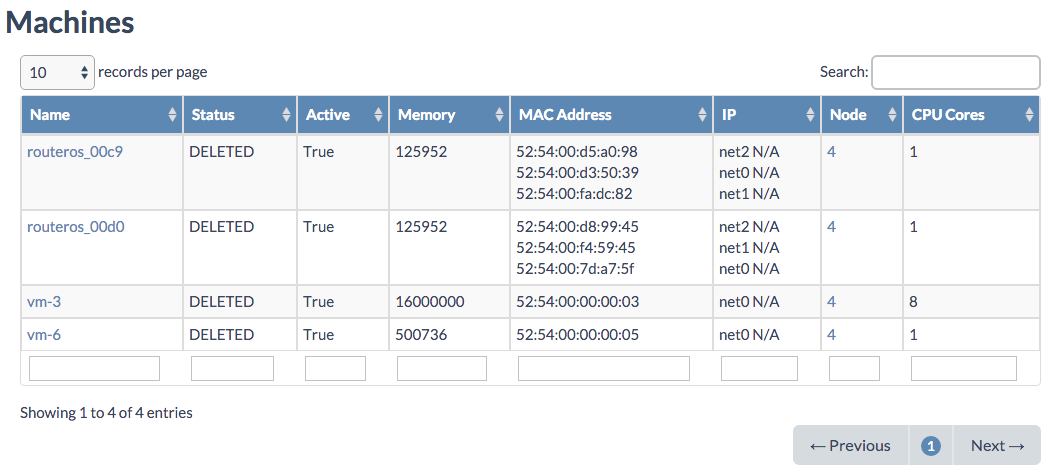 Machines
10 records per page Search:
Name Status Active Memory MAC Address IP Node CPU Cores
routeros_00c9 DELETED True 125952 52:54:00:d5:a0:98 net2 N/A 4 1
52:54:00:d3:50:39 net0 N/A
52:54:00:fa:dc:82 net1 N/A
routeros_00d0 DELETED True 125952 52:54:00:d8:99:45 net2 N/A 4 1
52:54:00:f4:59:45 net1 N/A
52:54:00:7d:a7:5f net0 N/A
vm-3 DELETED True 16000000 52:54:00:00:00:03 net0 N/A 4 8
vm-6 DELETED True 500736 52:54:00:00:00:05 net0 N/A 4 1
Showing 1 to 4 of 4 entries
← Previous 1 Next →